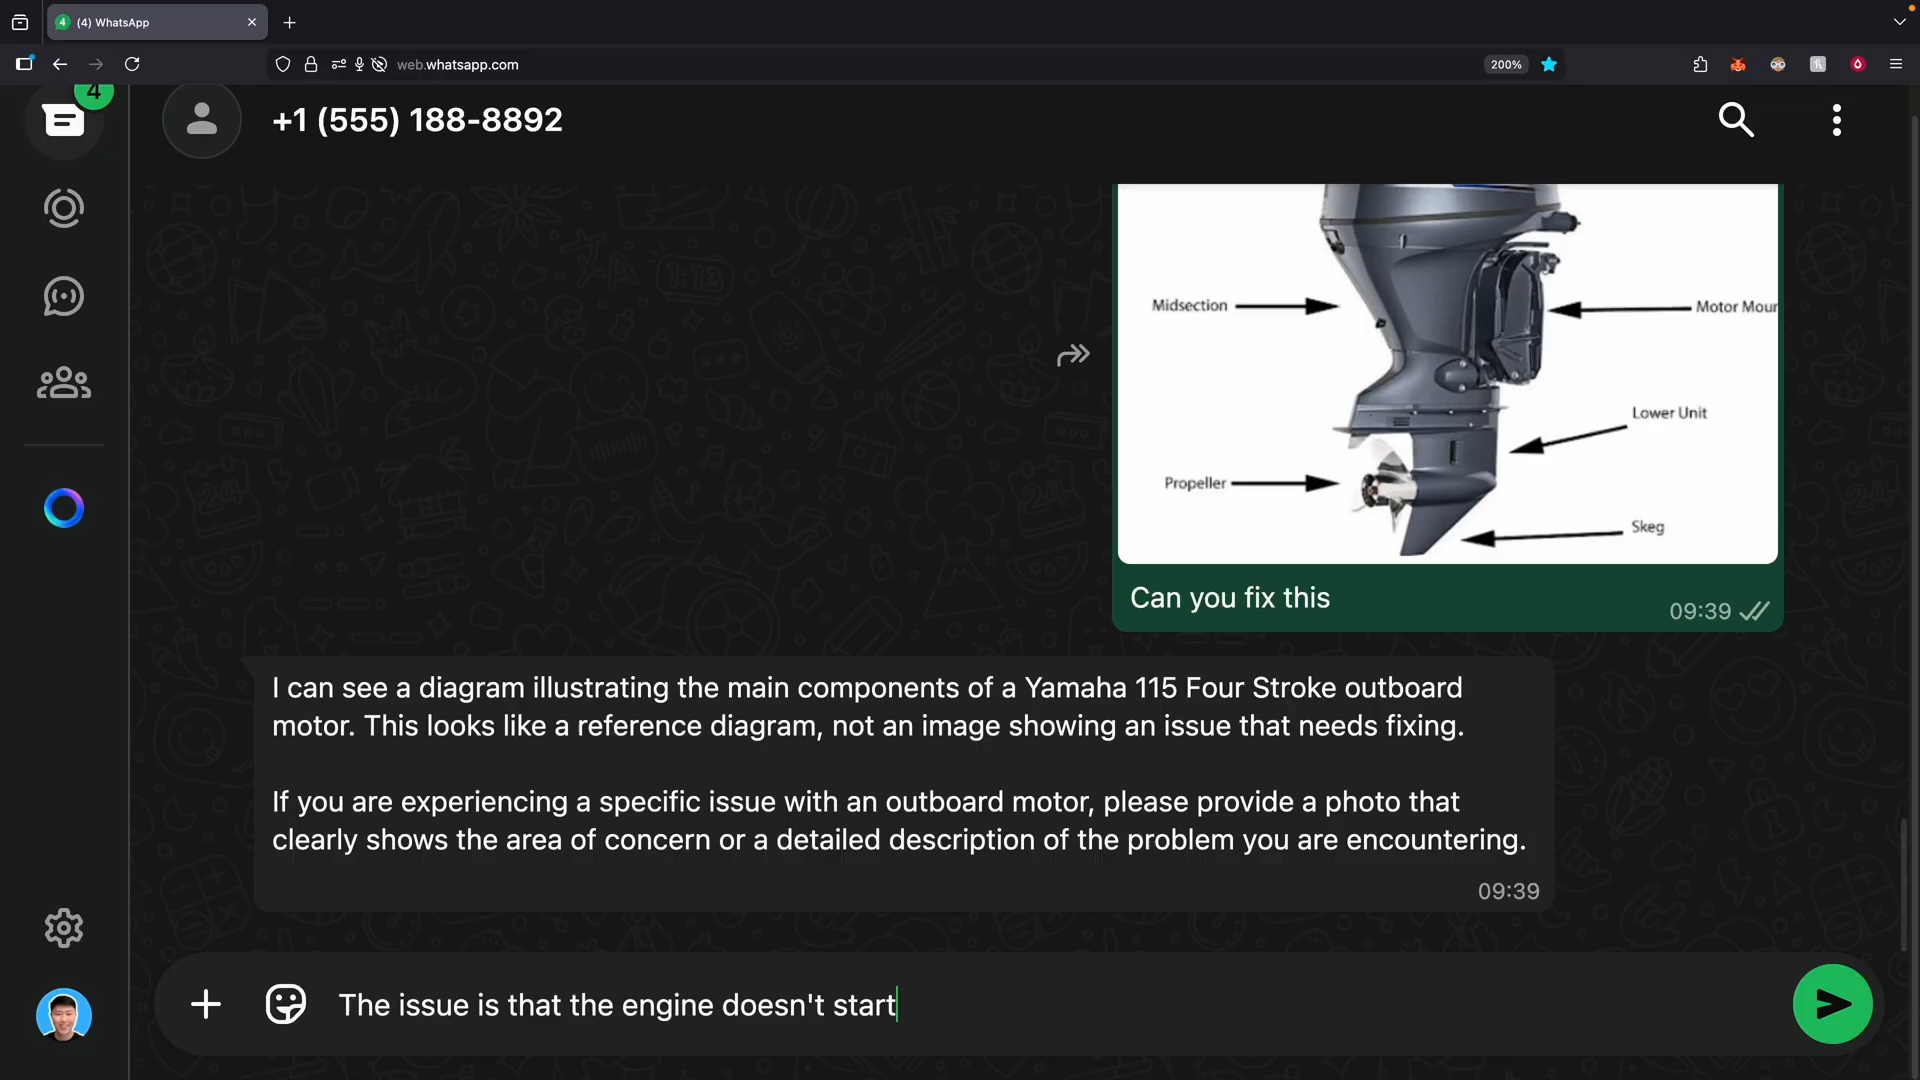 4 (4) WhatsApp
web.whatsapp.com
200%
4
+1 (555) 188-8892
Midsection
Motor Moun
Lower Unit
Propeller
Skeg
Can you fix this
09:39
I can see a diagram illustrating the main components of a Yamaha 115 Four Stroke outboard
motor. This looks like a reference diagram, not an image showing an issue that needs fixing.
If you are experiencing a specific issue with an outboard motor, please provide a photo that
clearly shows the area of concern or a detailed description of the problem you are encountering.
09:39
The issue is that the engine doesn't start